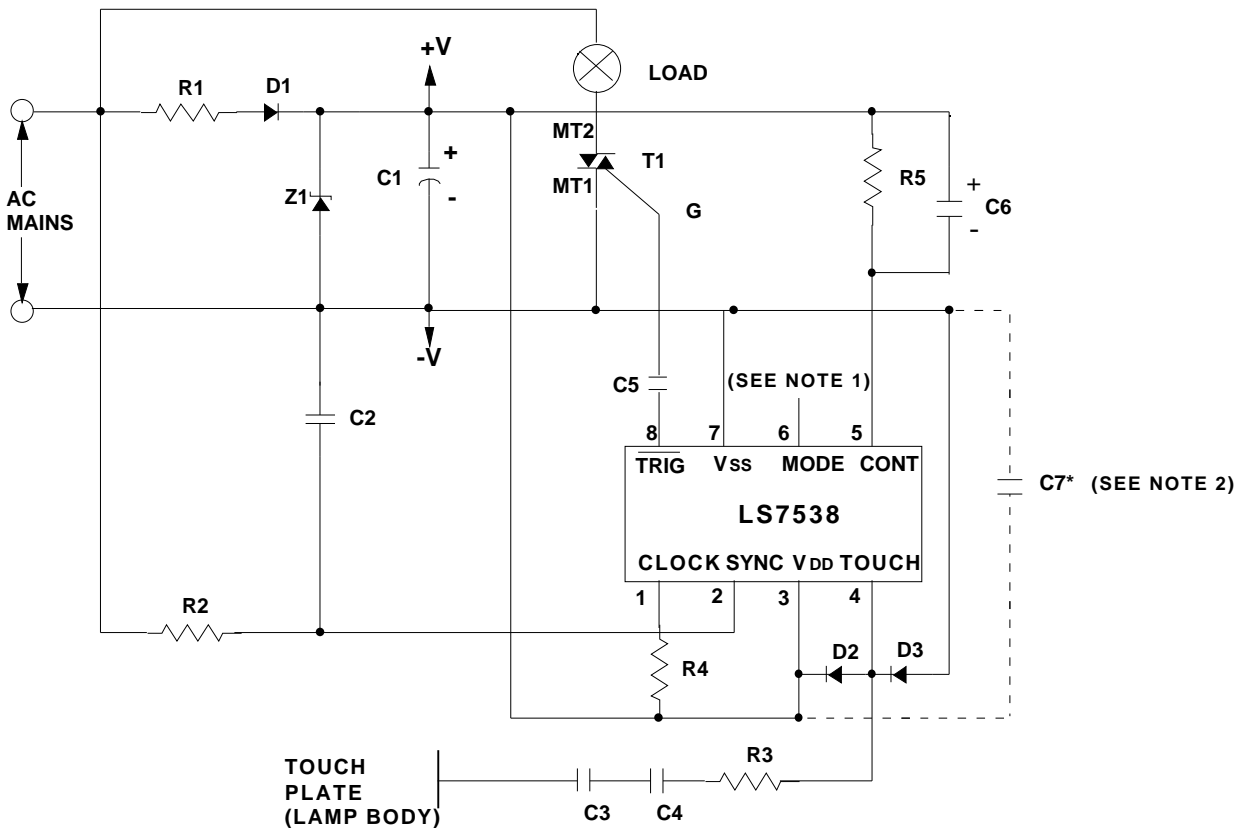 +V
LOAD
R1
D1
MT2
T1
MT1
AC
MAINS
Z1
C1
+
-
G
R5
+
C6
-
-V
C5
(SEE NOTE 1)
C2
8
7
6
5
TRIG
VSS
MODE
CONT
C7* (SEE NOTE 2)
LS7538
CLOCK
SYNC
VDD
TOUCH
1
2
3
4
R2
R4
D2
D3
R3
TOUCH
PLATE
(LAMP BODY)
C3
C4